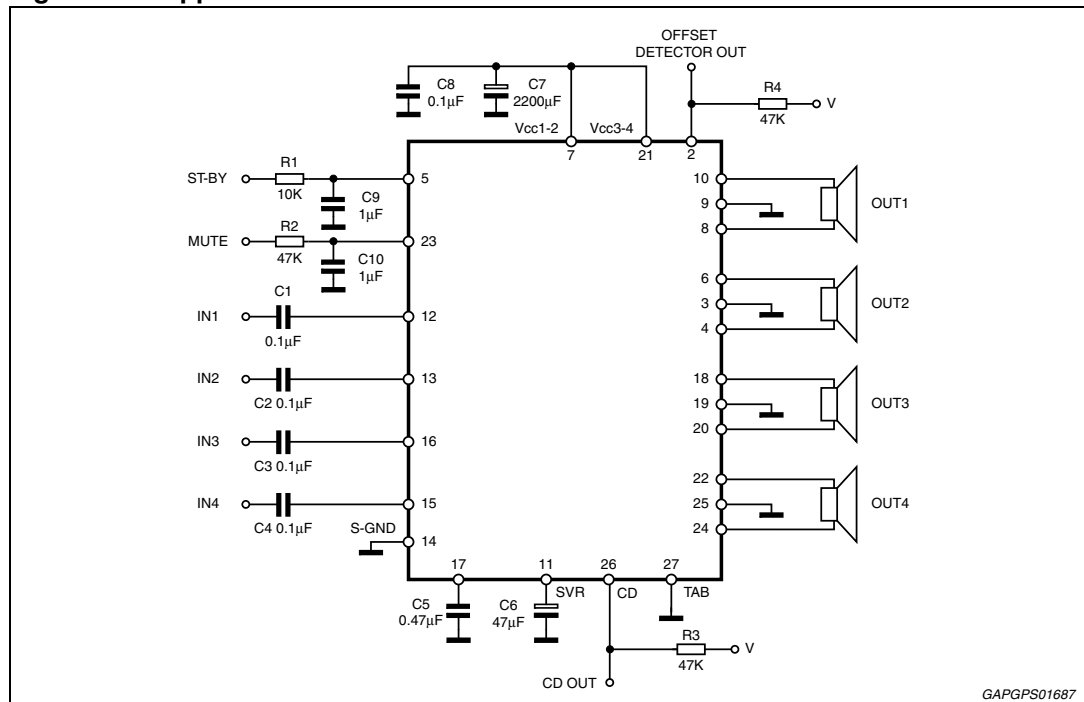 OFFSET
DETECTOR OUT
C8
0.1μF
C7
2200μF
R4
47K
V
Vcc1-2
Vcc3-4
7
21
2
ST-BY
R1
10K
5
C9
1μF
MUTE
R2
47K
23
C10
1μF
IN1
C1
0.1μF
12
IN2
C2 0.1μF
13
IN3
C3 0.1μF
16
IN4
C4 0.1μF
15
S-GND
14
10
9
8
OUT1
6
3
4
OUT2
18
19
20
OUT3
22
25
24
OUT4
17
11
26
27
SVR
CD
TAB
C5
0.47μF
C6
47μF
R3
47K
V
CD OUT
GAPGPS01687